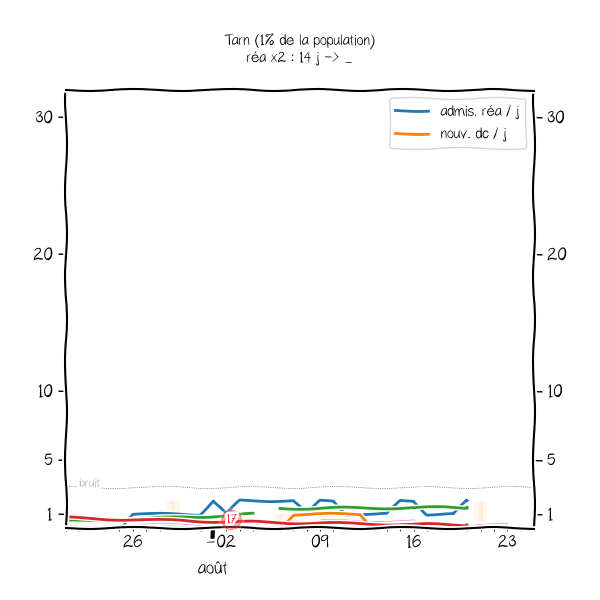 Tarn (1% de la population)
réa x2 : 14 j -> _
admis. réa / j
nouv. dc / j
30
30
20
20
10
10
5
5
bruit
1
1
17
26
02
09
16
23
août